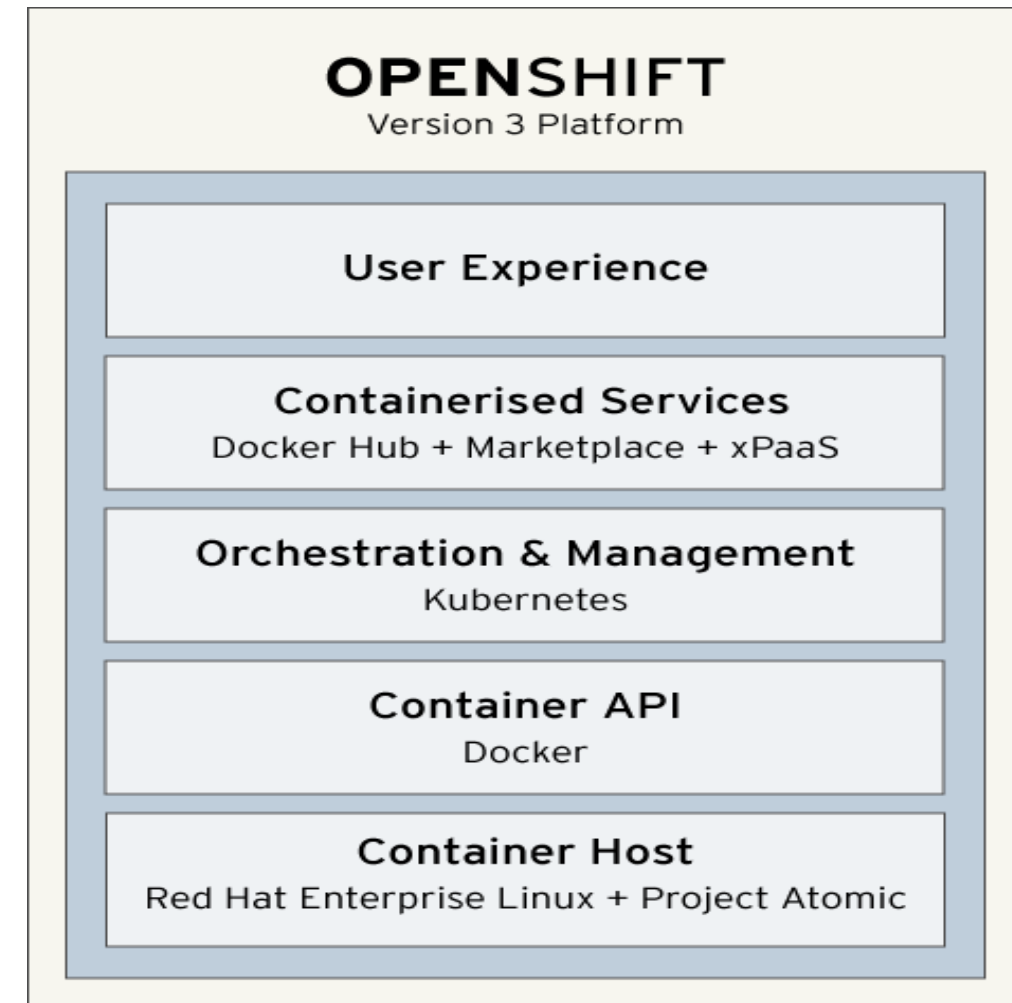 OPENSHIFT
Version 3 Platform
User Experience
Containerised Services
Docker Hub + Marketplace + xPaaS
Orchestration & Management
Kubernetes
Container API
Docker
Container Host
Red Hat Enterprise Linux + Project Atomic